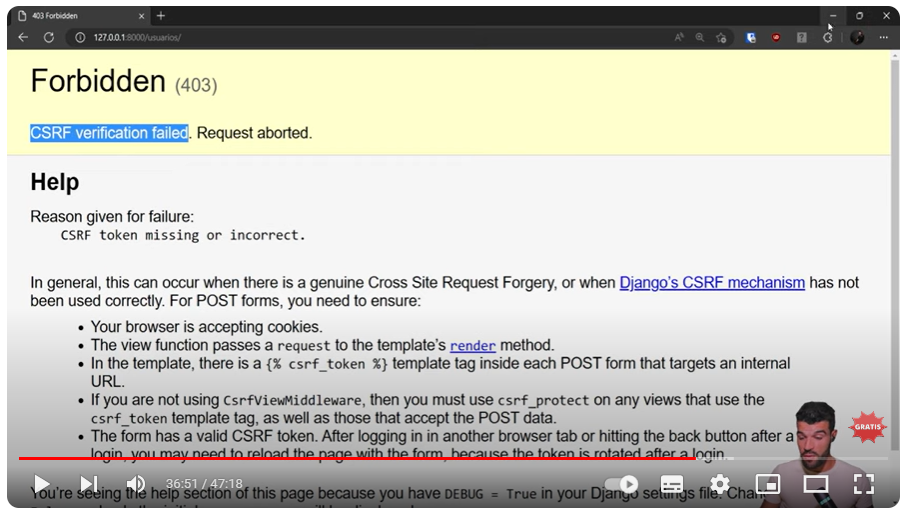 403 Forbidden
127.0.0.1:8000/usuarios/
Forbidden (403)
CSRF verification failed. Request aborted.
Help
Reason given for failure:
CSRF token missing or incorrect.
In general, this can occur when there is a genuine Cross Site Request Forgery, or when Django's CSRF mechanism has not
been used correctly. For POST forms, you need to ensure:
• Your browser is accepting cookies.
• The view function passes a request to the template's render method.
• In the template, there is a {% csrf_token %} template tag inside each POST form that targets an internal
URL.
• If you are not using CsrfViewMiddleware, then you must use csrf_protect on any views that use the
csrf_token template tag, as well as those that accept the POST data.
• The form has a valid CSRF token. After logging in in another browser tab or hitting the back button after a
login, you may need to reload the page with the form, because the token is rotated after a login.
GRATIS
36:51 / 47:18
You're seeing the help section of this page because you have DEBUG = True in your Django settings file.